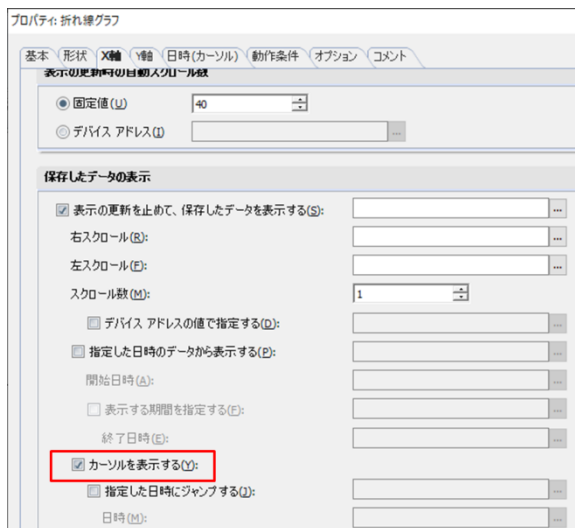 プロパティ: 折れ線グラフ
基本 形状 X軸 Y軸 日時(カーソル) 動作条件 オプション コメント
表示の更新時の自動スクロール数
固定値(U) 40
デバイス アドレス(I) ...
保存したデータの表示
表示の更新を止めて、保存したデータを表示する(S): ...
右スクロール(R): ...
左スクロール(F): ...
スクロール数(M): 1
デバイス アドレスの値で指定する(D): ...
指定した日時のデータから表示する(P): ...
開始日時(A): ...
表示する期間を指定する(F): ...
終了日時(E): ...
カーソルを表示する(Y):
指定した日時にジャンプする(J): ...
日時(M): ...